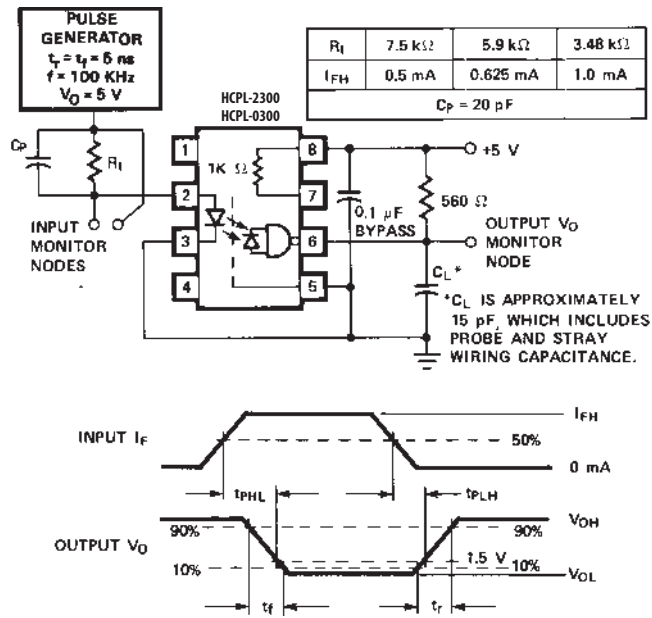 PULSE
GENERATOR
tr = tf = 5 ns
f = 100 KHz
VO = 5 V
RI 7.5 kΩ 5.9 kΩ 3.48 kΩ
IFH 0.5 mA 0.625 mA 1.0 mA
CP = 20 pF
HCPL-2300
HCPL-0300
CP
RI
1
1K Ω
8
+5 V
2
7
560 Ω
INPUT
MONITOR
NODES
3
6
0.1 μF
BYPASS
OUTPUT VO
MONITOR
NODE
4
5
CL*
*CL IS APPROXIMATELY
15 pF, WHICH INCLUDES
PROBE AND STRAY
WIRING CAPACITANCE.
INPUT IF
IFH
50%
0 mA
tPHL
tPLH
OUTPUT VO
90%
90%
VOH
1.5 V
10%
10%
VOL
tf
tr